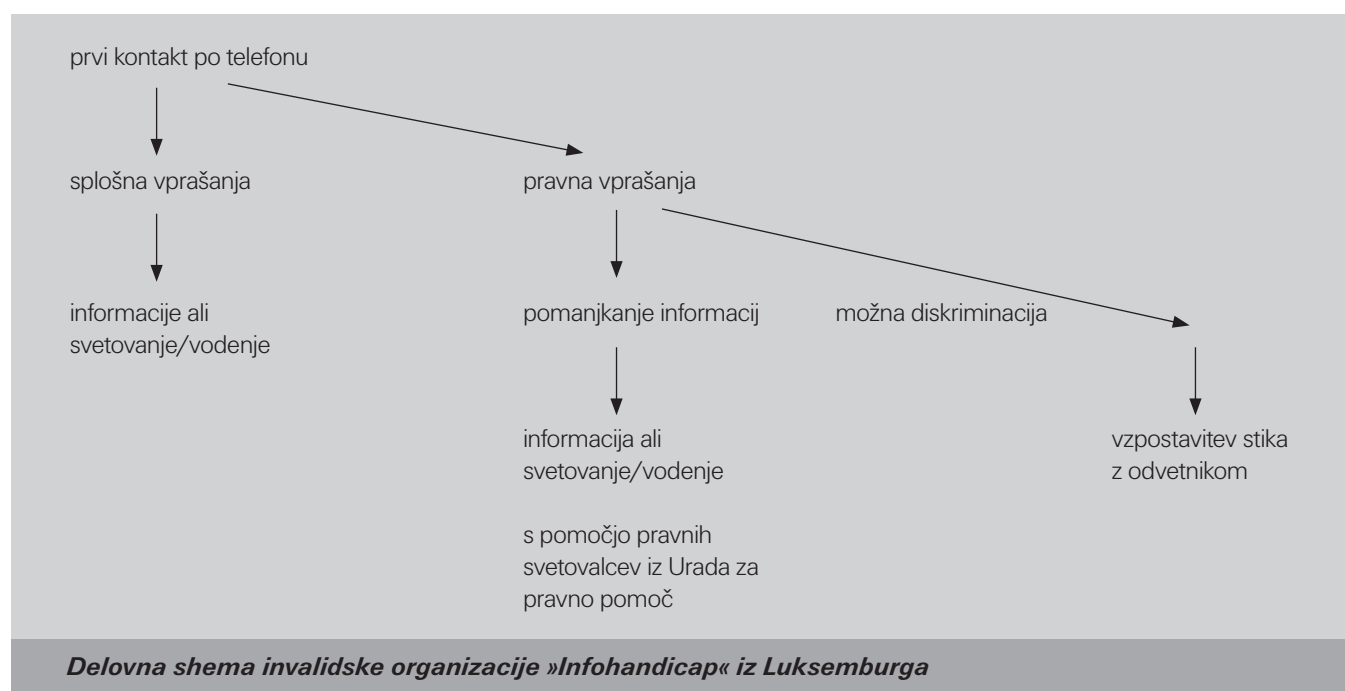 prvi kontakt po telefonu
splošna vprašanja
pravna vprašanja
informacije ali
svetovanje/vodenje
pomanjkanje informacij
možna diskriminacija
informacija ali
svetovanje/vodenje
s pomočjo pravnih
svetovalcev iz Urada za
pravno pomoč
vzpostavitev stika
z odvetnikom
Delovna shema invalidske organizacije »Infohandicap« iz Luksemburga